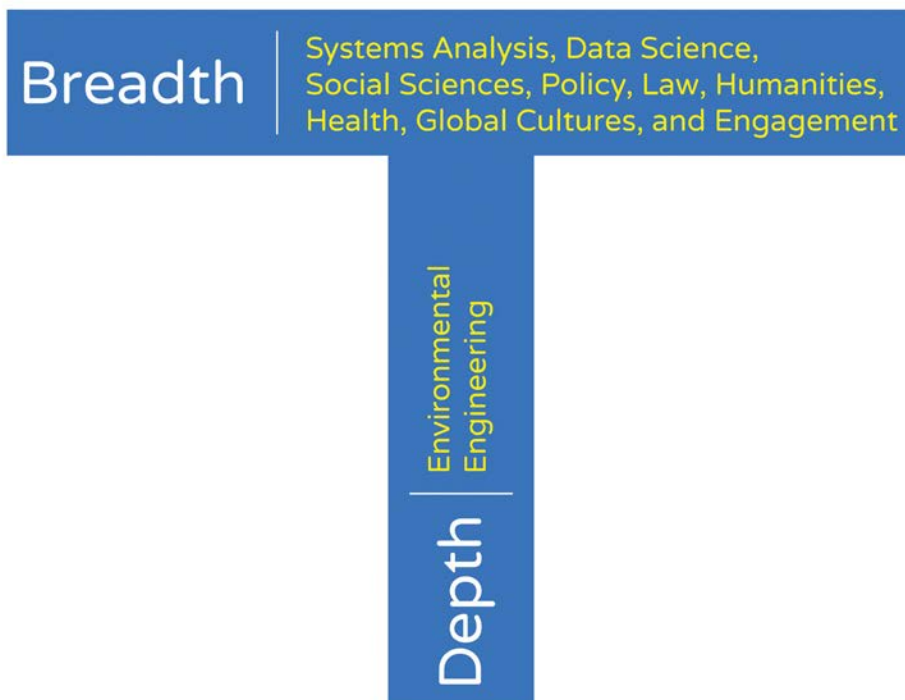 Breadth
Systems Analysis, Data Science,
Social Sciences, Policy, Law, Humanities,
Health, Global Cultures, and Engagement
Environmental
Engineering
Depth